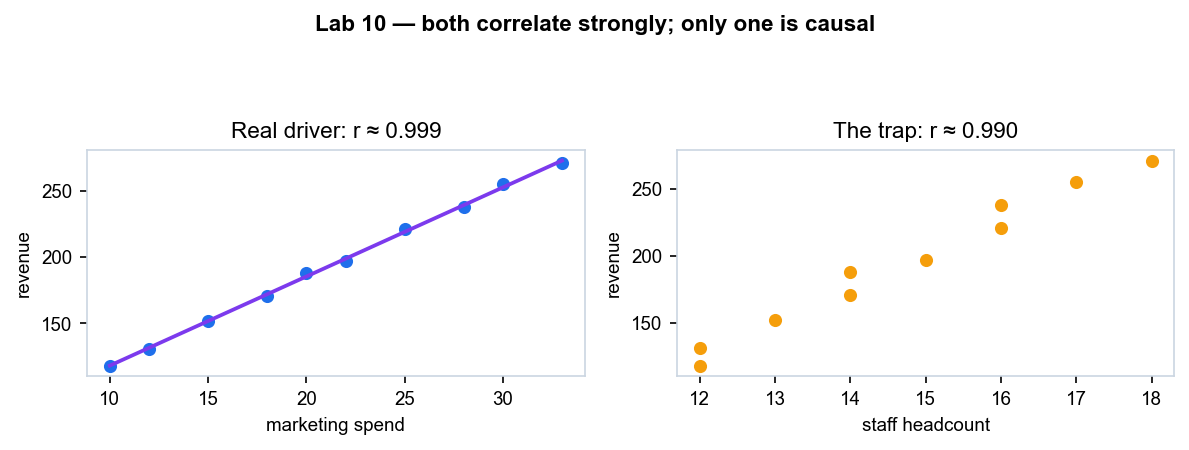 Lab 10 — both correlate strongly; only one is causal
Real driver: r ≈ 0.999
250
200
150
revenue
10 15 20 25 30
marketing spend
The trap: r ≈ 0.990
250
200
150
revenue
12 13 14 15 16 17 18
staff headcount